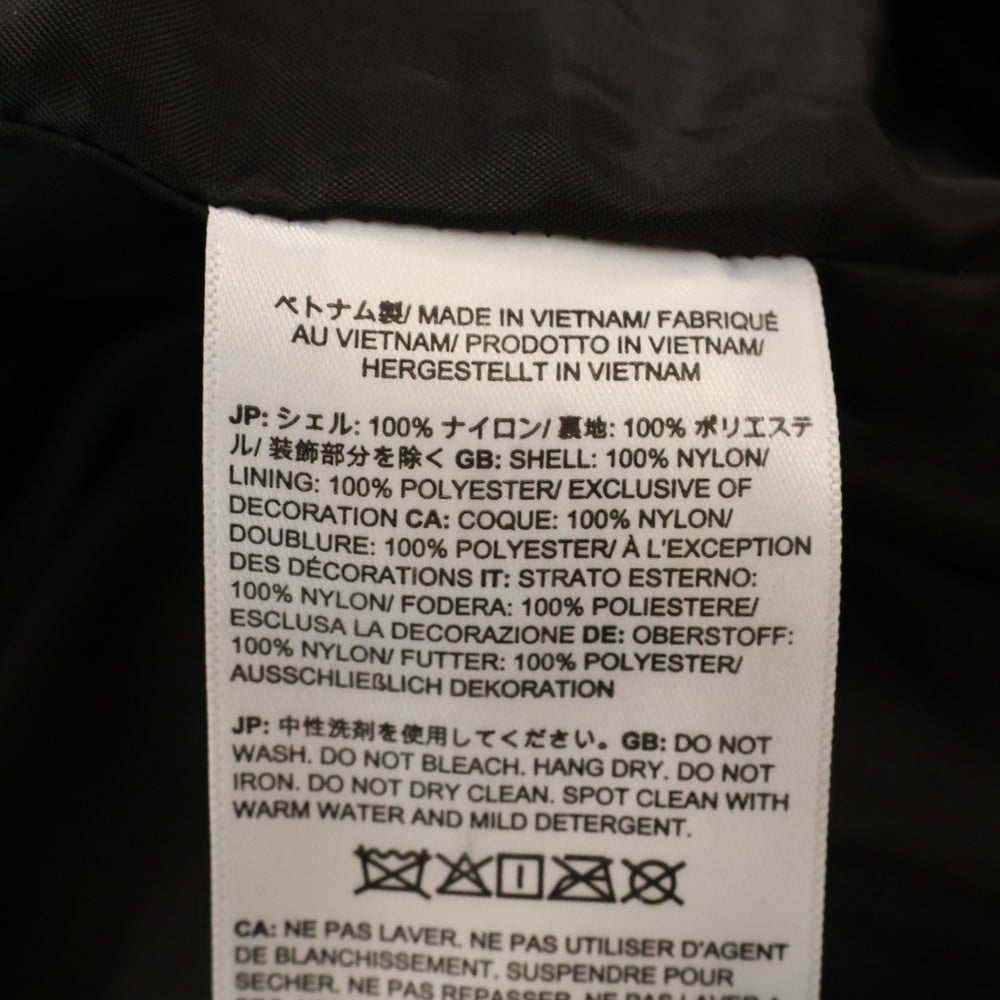 ベトナム製/ MADE IN VIETNAM/ FABRIQUÉ
AU VIETNAM/ PRODOTTO IN VIETNAM/
HERGESTELLT IN VIETNAM
JP: シェル: 100% ナイロン/ 裏地: 100% ポリエステ
ル/ 装飾部分を除く GB: SHELL: 100% NYLON/
LINING: 100% POLYESTER/ EXCLUSIVE OF
DECORATION CA: COQUE: 100% NYLON/
DOUBLURE: 100% POLYESTER/ À L'EXCEPTION
DES DÉCORATIONS IT: STRATO ESTERNO:
100% NYLON/ FODERA: 100% POLIESTERE/
ESCLUSA LA DECORAZIONE DE: OBERSTOFF:
100% NYLON/ FUTTER: 100% POLYESTER/
AUSSCHLIEßLICH DEKORATION
JP: 中性洗剤を使用してください。GB: DO NOT
WASH. DO NOT BLEACH. HANG DRY. DO NOT
IRON. DO NOT DRY CLEAN. SPOT CLEAN WITH
WARM WATER AND MILD DETERGENT.
CA: NE PAS LAVER. NE PAS UTILISER D'AGENT
DE BLANCHISSEMENT. SUSPENDRE POUR
SECHER. NE PAS REPASSER. NE PAS LAVER A